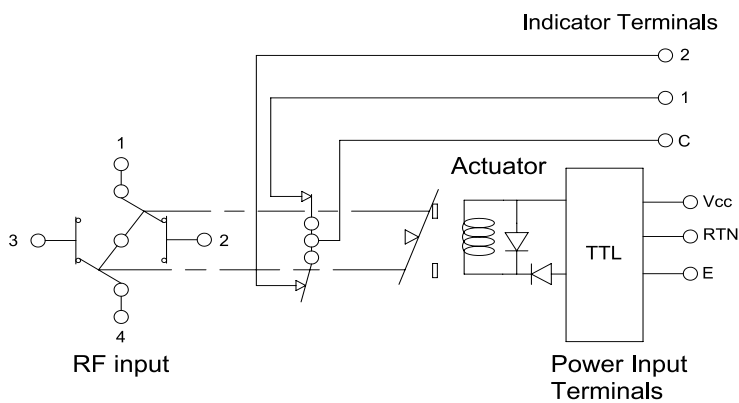 Indicator Terminals
2
1
C
1
Actuator
Vcc
3
2
TTL
RTN
E
4
RF input
Power Input
Terminals